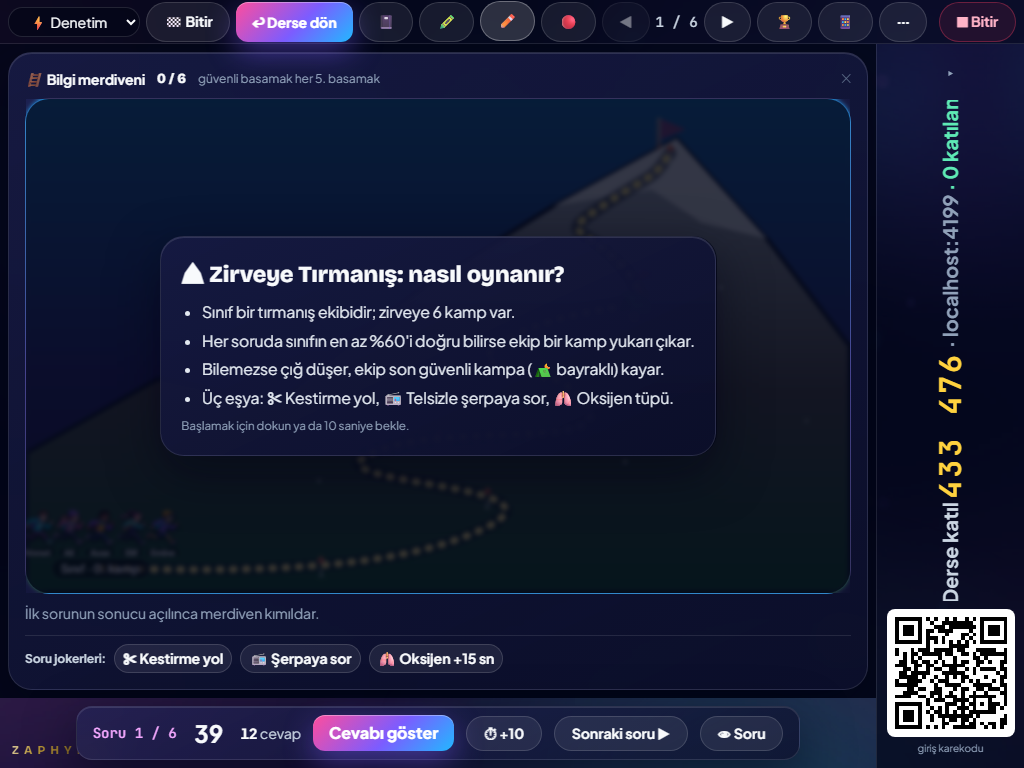 Denetim
Bitir
Derse dön
1 / 6
Bitir
Bilgi merdiveni 0 / 6 güvenli basamak her 5. basamak
Zirveye Tırmanış: nasıl oynanır?
Sınıf bir tırmanış ekibidir; zirveye 6 kamp var.
Her soruda sınıfın en az %60'i doğru bilirse ekip bir kamp yukarı çıkar.
Bilemezse çığ düşer, ekip son güvenli kampa ( bayraklı) kayar.
Üç eşya: Kestirme yol, Telsizle şerpaya sor, Oksijen tüpü.
Başlamak için dokun ya da 10 saniye bekle.
İlk sorunun sonucu açılınca merdiven kımıldar.
Soru jokerleri: Kestirme yol Şerpaya sor Oksijen +15 sn
Soru 1 / 6 39 12 cevap Cevabı göster +10 Sonraki soru Soru
ZAPHY
Derse katıl 433 476 · localhost:4199 · 0 katılan
giriş karekodu